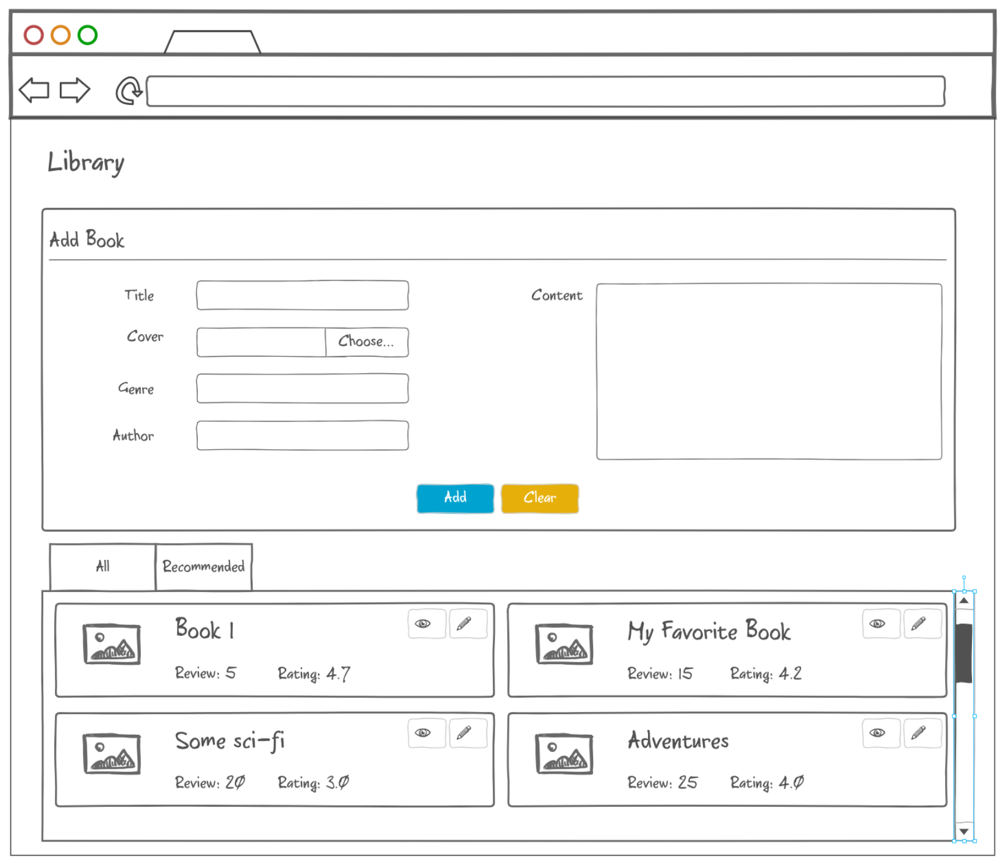 Library
Add Book
Title
Cover
Choose...
Genre
Author
Content
Add
Clear
All
Recommended
Book 1
Review: 5
Rating: 4.7
My Favorite Book
Review: 15
Rating: 4.2
Some sci-fi
Review: 20
Rating: 3.0
Adventures
Review: 25
Rating: 4.0